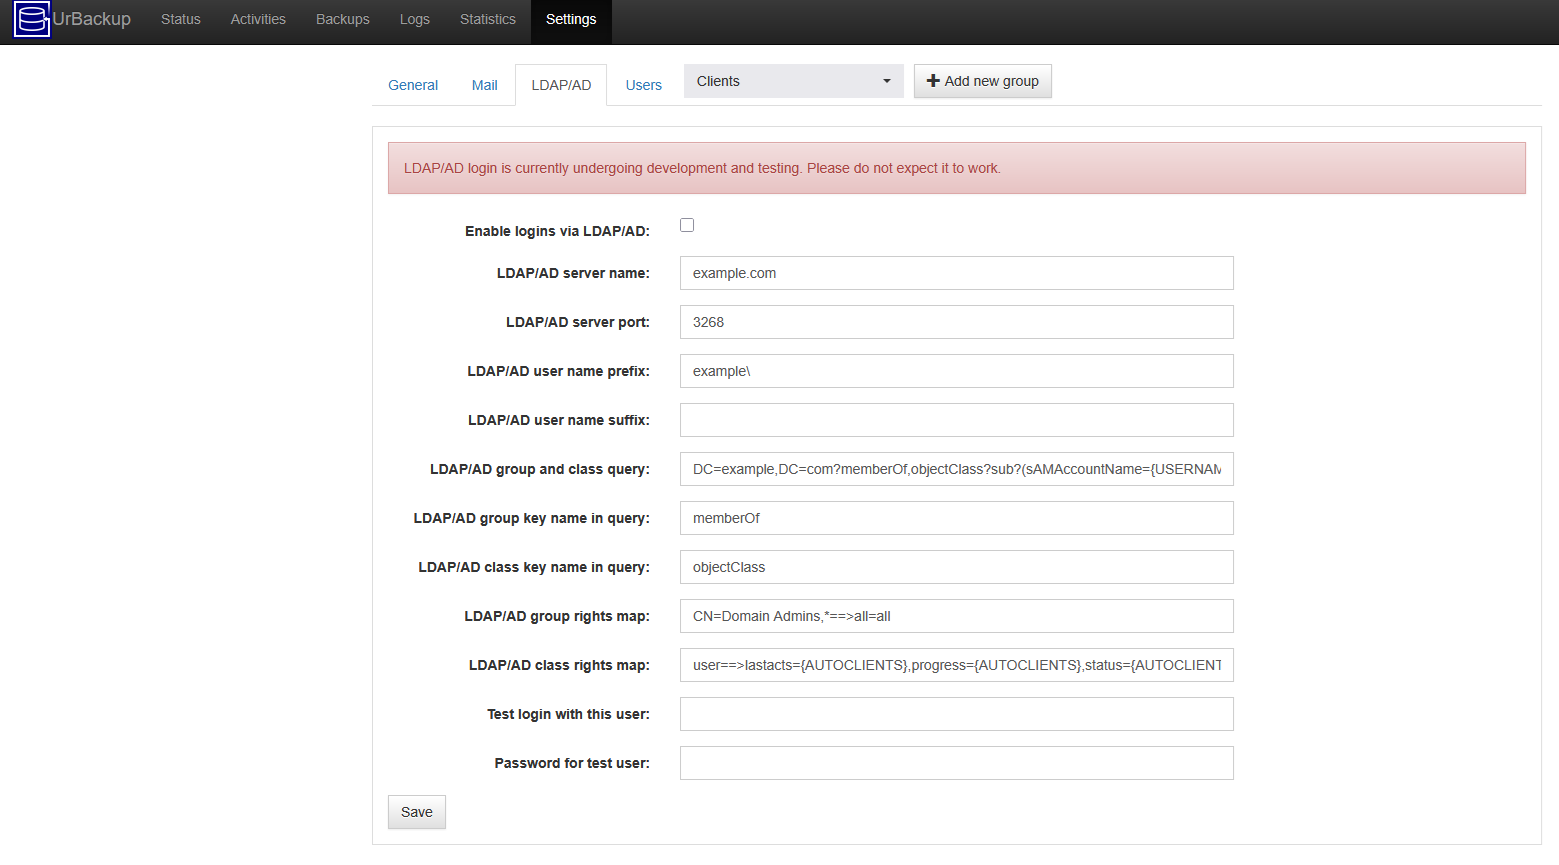 UrBackup Status Activities Backups Logs Statistics Settings
General Mail LDAP/AD Users Clients Add new group
LDAP/AD login is currently undergoing development and testing. Please do not expect it to work.
Enable logins via LDAP/AD:
LDAP/AD server name: example.com
LDAP/AD server port: 3268
LDAP/AD user name prefix: example\
LDAP/AD user name suffix:
LDAP/AD group and class query: DC=example,DC=com?memberOf,objectClass?sub?(sAMAccountName={USERNAM
LDAP/AD group key name in query: memberOf
LDAP/AD class key name in query: objectClass
LDAP/AD group rights map: CN=Domain Admins,*==>all=all
LDAP/AD class rights map: user==>lastacts={AUTOCLIENTS},progress={AUTOCLIENTS},status={AUTOCLIENT
Test login with this user:
Password for test user:
Save